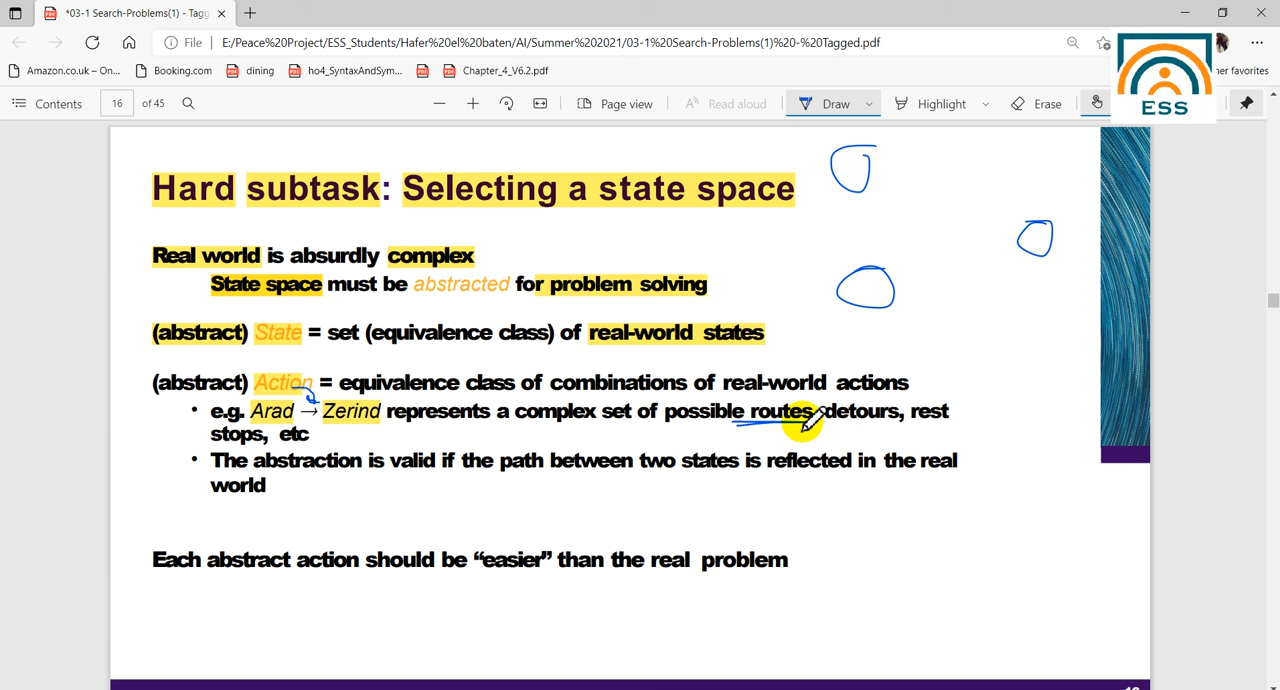 *03-1 Search-Problems(1) - Tagg
File
E:/Peace%20Project/ESS_Students/Hafer%20el%20baten/AI/Summer%202021/03-1%20Search-Problems(1)%20-%20Tagged.pdf
Amazon.co.uk – On...
Booking.com
dining
ho4_SyntaxAndSym...
Chapter_4_V6.2.pdf
her favorites
ESS
Contents
16
of 45
Page view
Read aloud
Draw
Highlight
Erase
Hard subtask: Selecting a state space
Real world is absurdly complex
State space must be abstracted for problem solving
(abstract) State = set (equivalence class) of real-world states
(abstract) Action = equivalence class of combinations of real-world actions
• e.g. Arad → Zerind represents a complex set of possible routes, detours, rest
stops, etc
• The abstraction is valid if the path between two states is reflected in the real
world
Each abstract action should be “easier” than the real problem